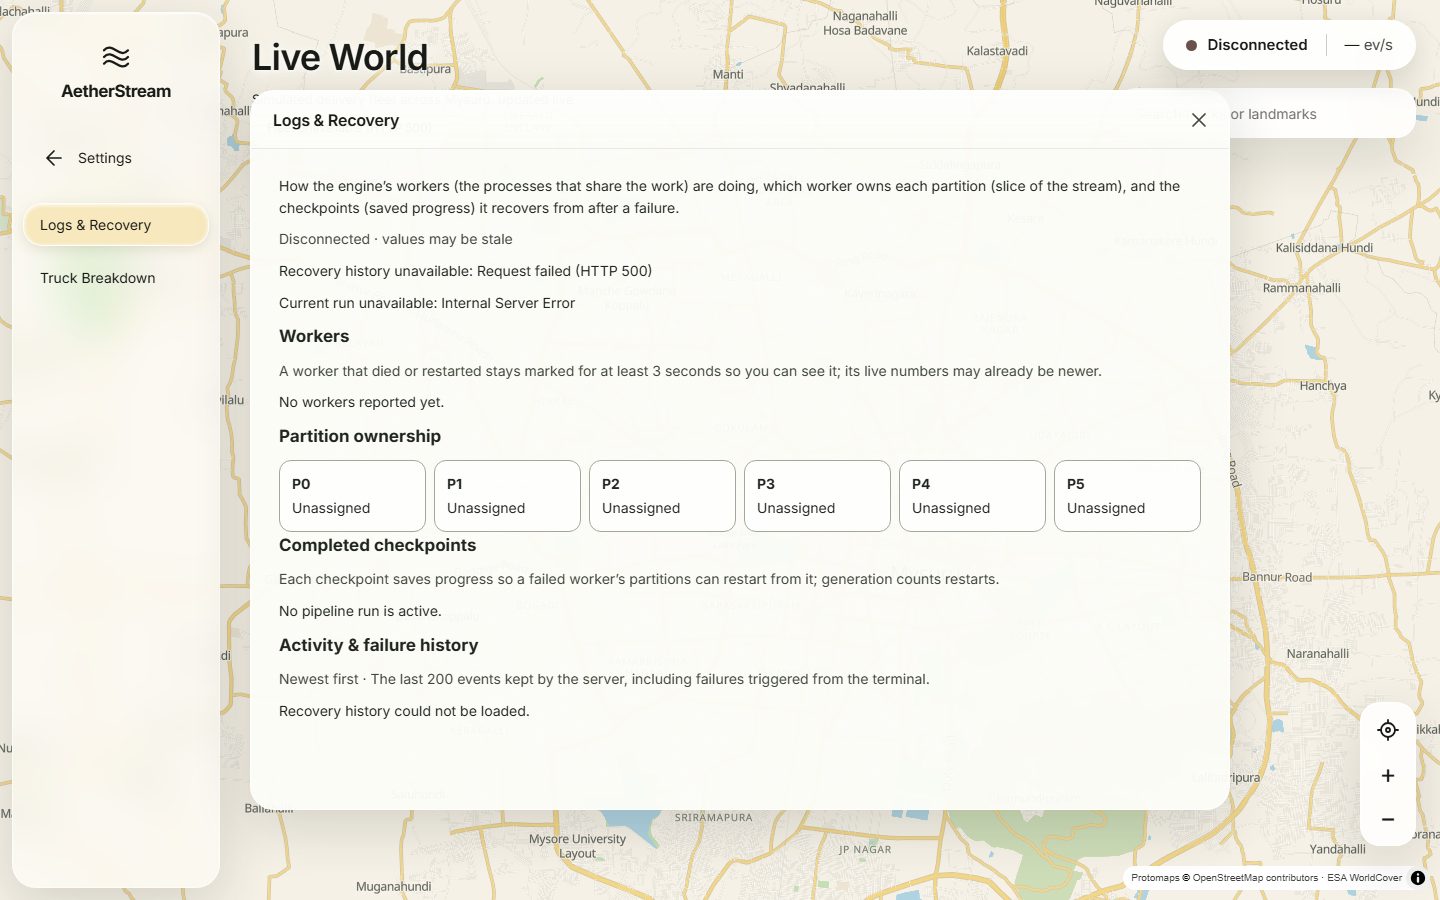 Naganahalli
Hosa Badavane
Kalastavadi
Manti
Shyadanahalli
AetherStream
Settings
Logs & Recovery
Truck Breakdown
Live World
Disconnected
— ev/s
or landmarks
Logs & Recovery
How the engine’s workers (the processes that share the work) are doing, which worker owns each partition (slice of the stream), and the
checkpoints (saved progress) it recovers from after a failure.
Disconnected · values may be stale
Recovery history unavailable: Request failed (HTTP 500)
Current run unavailable: Internal Server Error
Workers
A worker that died or restarted stays marked for at least 3 seconds so you can see it; its live numbers may already be newer.
No workers reported yet.
Partition ownership
P0
Unassigned
P1
Unassigned
P2
Unassigned
P3
Unassigned
P4
Unassigned
P5
Unassigned
Completed checkpoints
Each checkpoint saves progress so a failed worker’s partitions can restart from it; generation counts restarts.
No pipeline run is active.
Activity & failure history
Newest first · The last 200 events kept by the server, including failures triggered from the terminal.
Recovery history could not be loaded.
Kalisiddana Hundi
Rammanahalli
Hanchya
Road
Bannur Road
Naranahalli
Yandahalli
SRIRAMAPURA
Mysore University
Layout
JP NAGAR
Muganahundi
Protomaps © OpenStreetMap contributors · ESA WorldCover